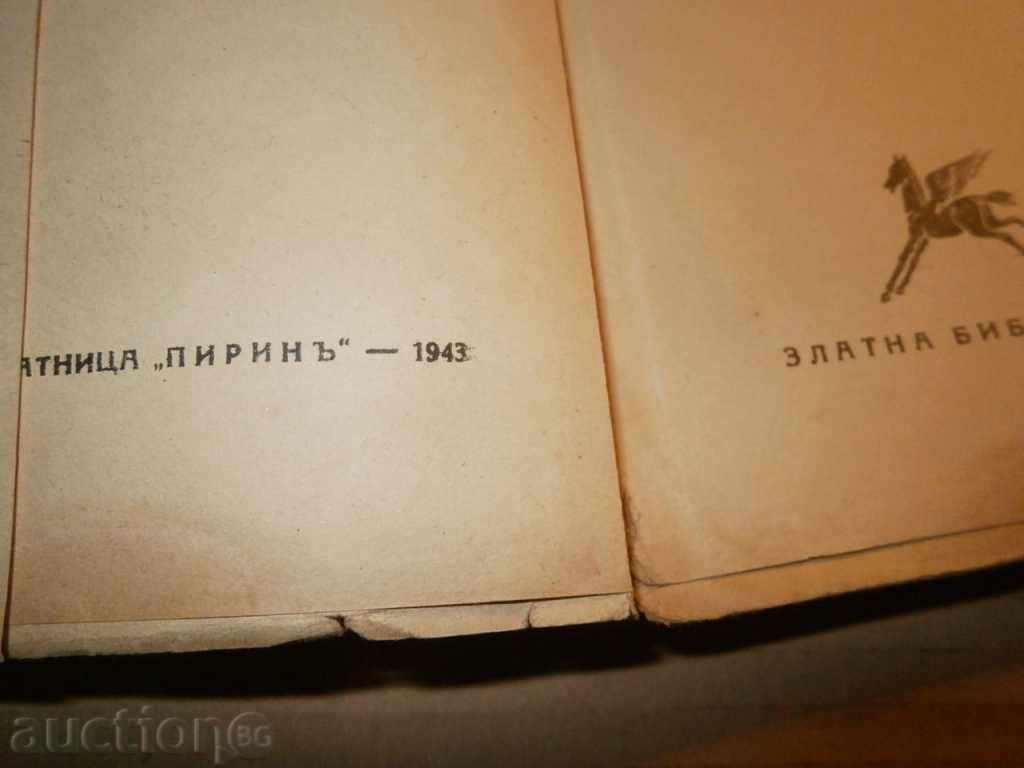 АТНИЦА „ПИРИНЪ“ — 1943
ЗЛАТНА БИБ
auction BG